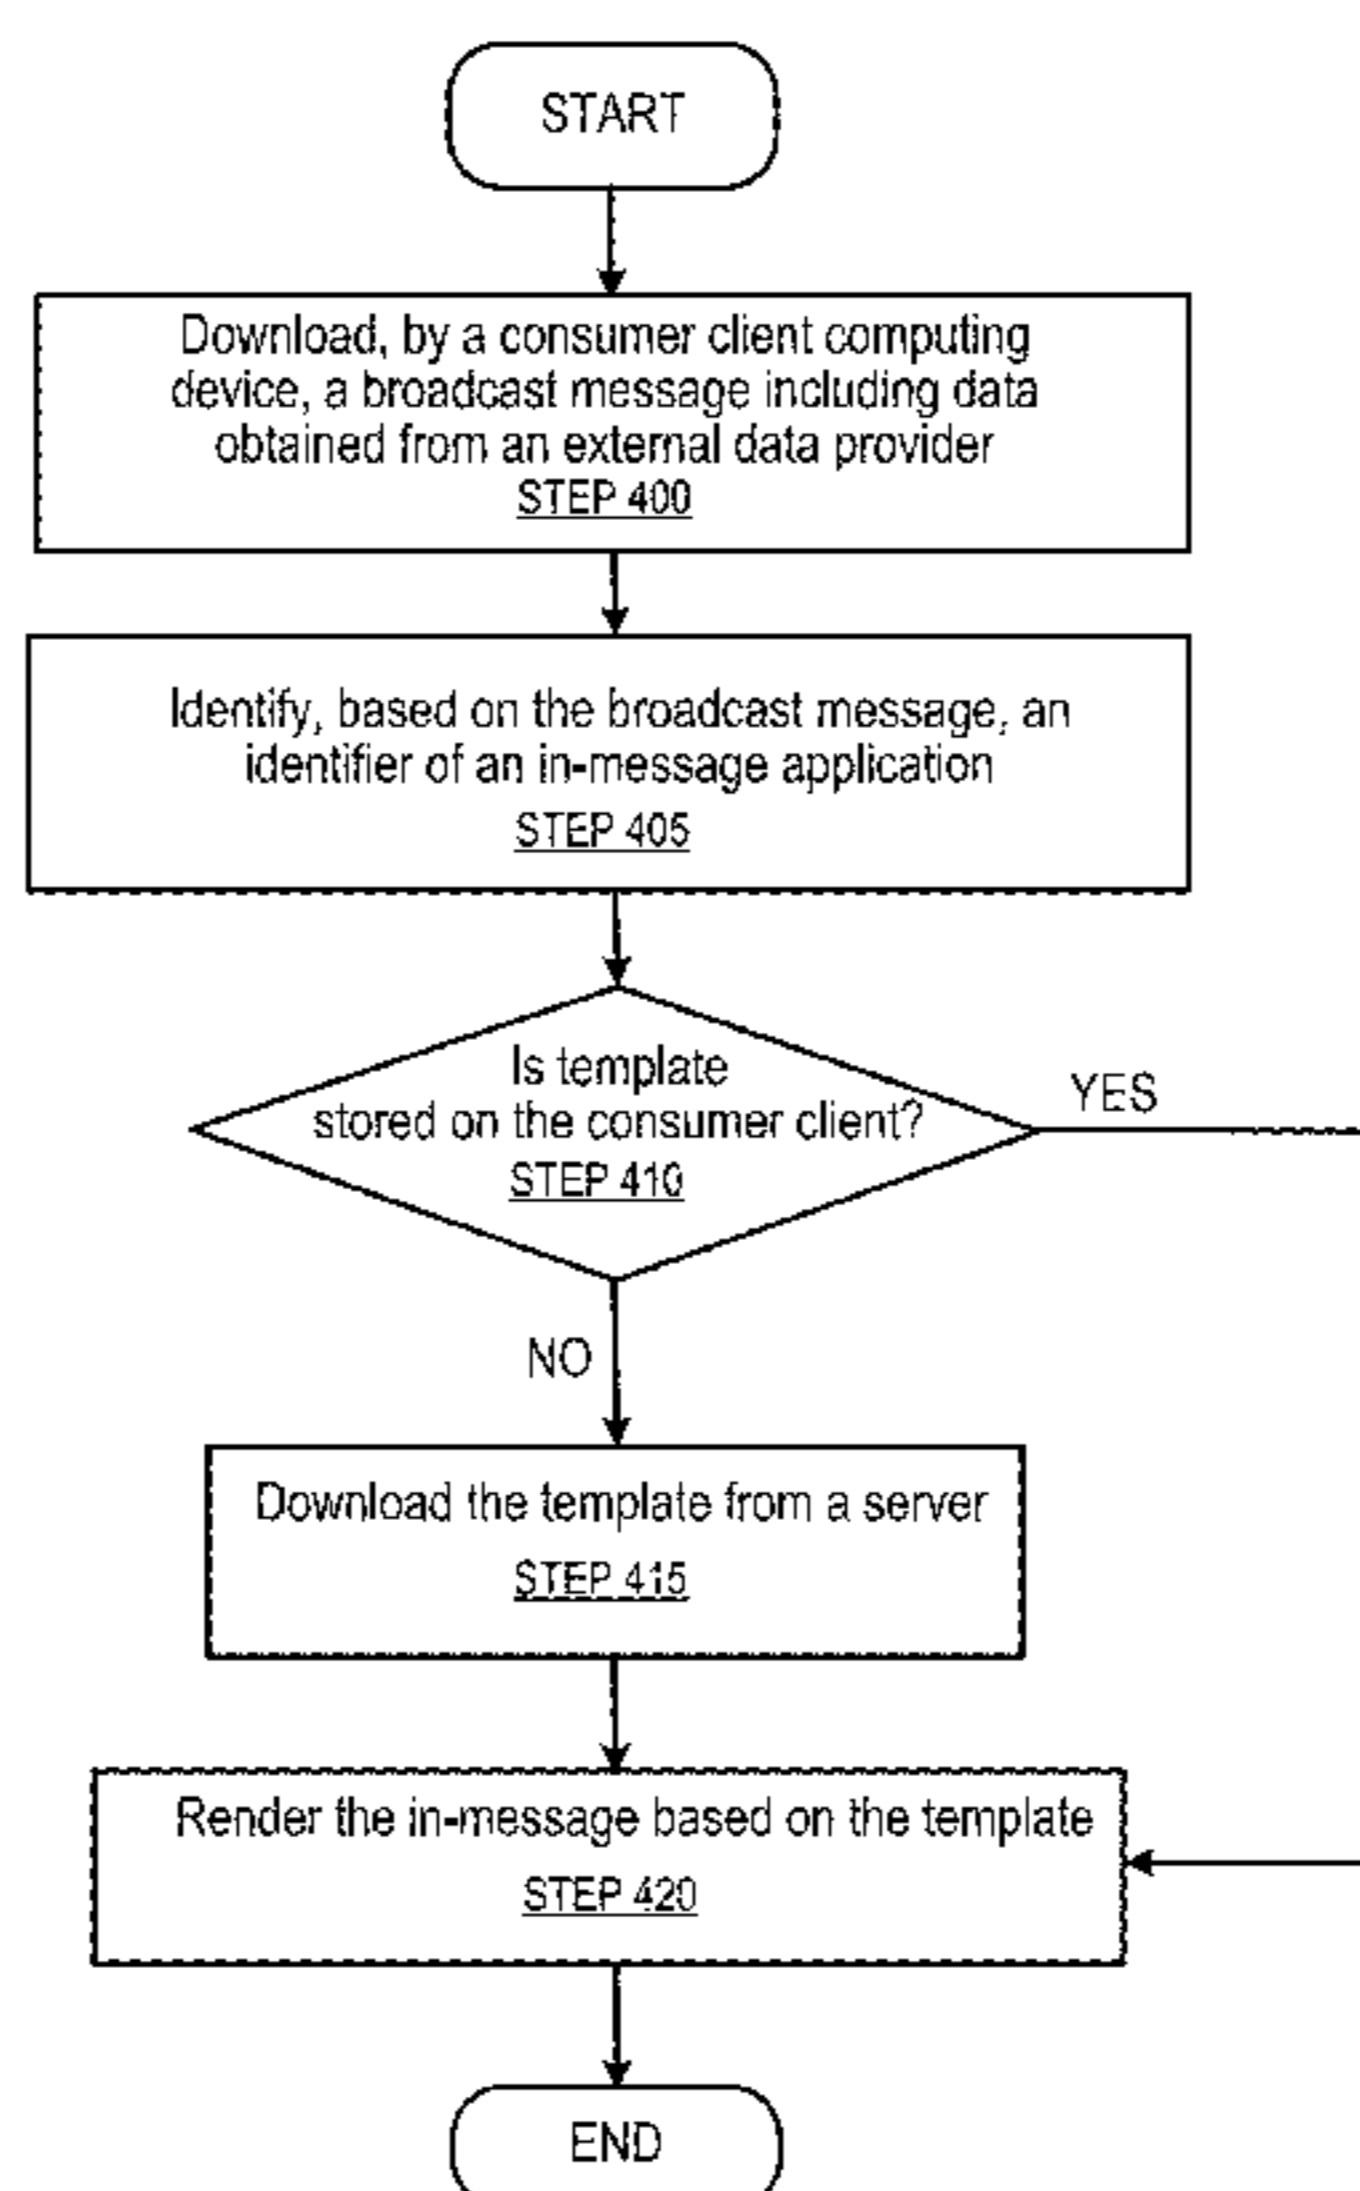 START
Download, by a consumer client computing
device, a broadcast message including data
obtained from an external data provider
STEP 400
Identify, based on the broadcast message, an
identifier of an in-message application
STEP 405
Is template
stored on the consumer client?
STEP 410
YES
NO
Download the template from a server
STEP 415
Render the in-message based on the template
STEP 420
END